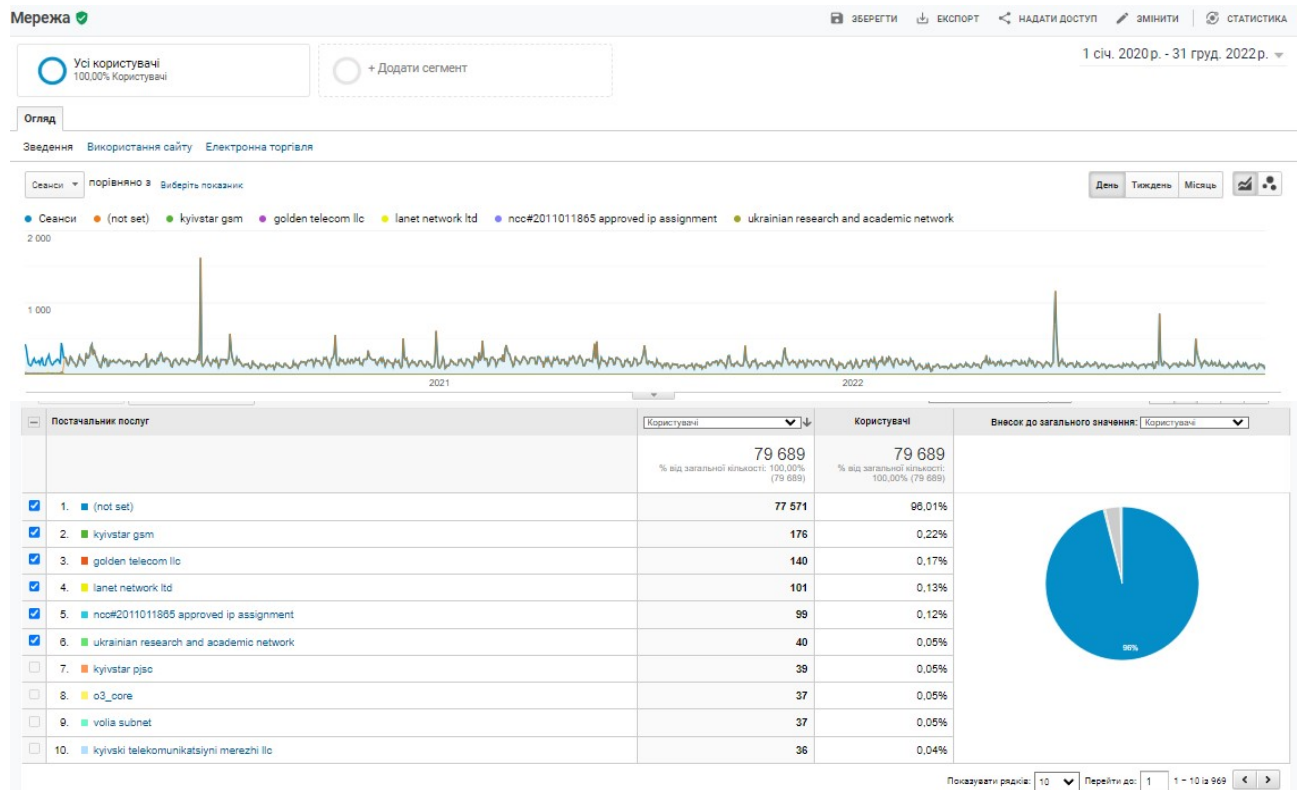 Мережа
ЗБЕРЕГТИ ЕКСПОРТ НАДАТИ ДОСТУП ЗМІНИТИ СТАТИСТИКА
Усі користувачі
100,00% Користувачі
+ Додати сегмент
1 січ. 2020 р. - 31 груд. 2022 р.
Огляд
Зведення Використання сайту Електронна торгівля
Сеанси порівняно з Виберіть показник
День Тиждень Місяць
Сеанси (not set) kyivstar gsm golden telecom llc lanet network ltd ncc#2011011865 approved ip assignment ukrainian research and academic network
2 000
1 000
2021 2022
Постачальник послуг Користувачі Користувачі Внесок до загального значення: Користувачі
79 689 79 689
% від загальної кількості: 100,00% (79 689) % від загальної кількості: 100,00% (79 689)
1. (not set) 77 571 96,01%
2. kyivstar gsm 176 0,22%
3. golden telecom llc 140 0,17%
4. lanet network ltd 101 0,13%
5. ncc#2011011865 approved ip assignment 99 0,12%
6. ukrainian research and academic network 40 0,05%
96%
7. kyivstar pjsc 39 0,05%
8. o3_core 37 0,05%
9. volia subnet 37 0,05%
10. kyivski telekomunikatsiyni merezhi llc 36 0,04%
Показувати рядків: 10 Перейти до: 1 1 – 10 із 969